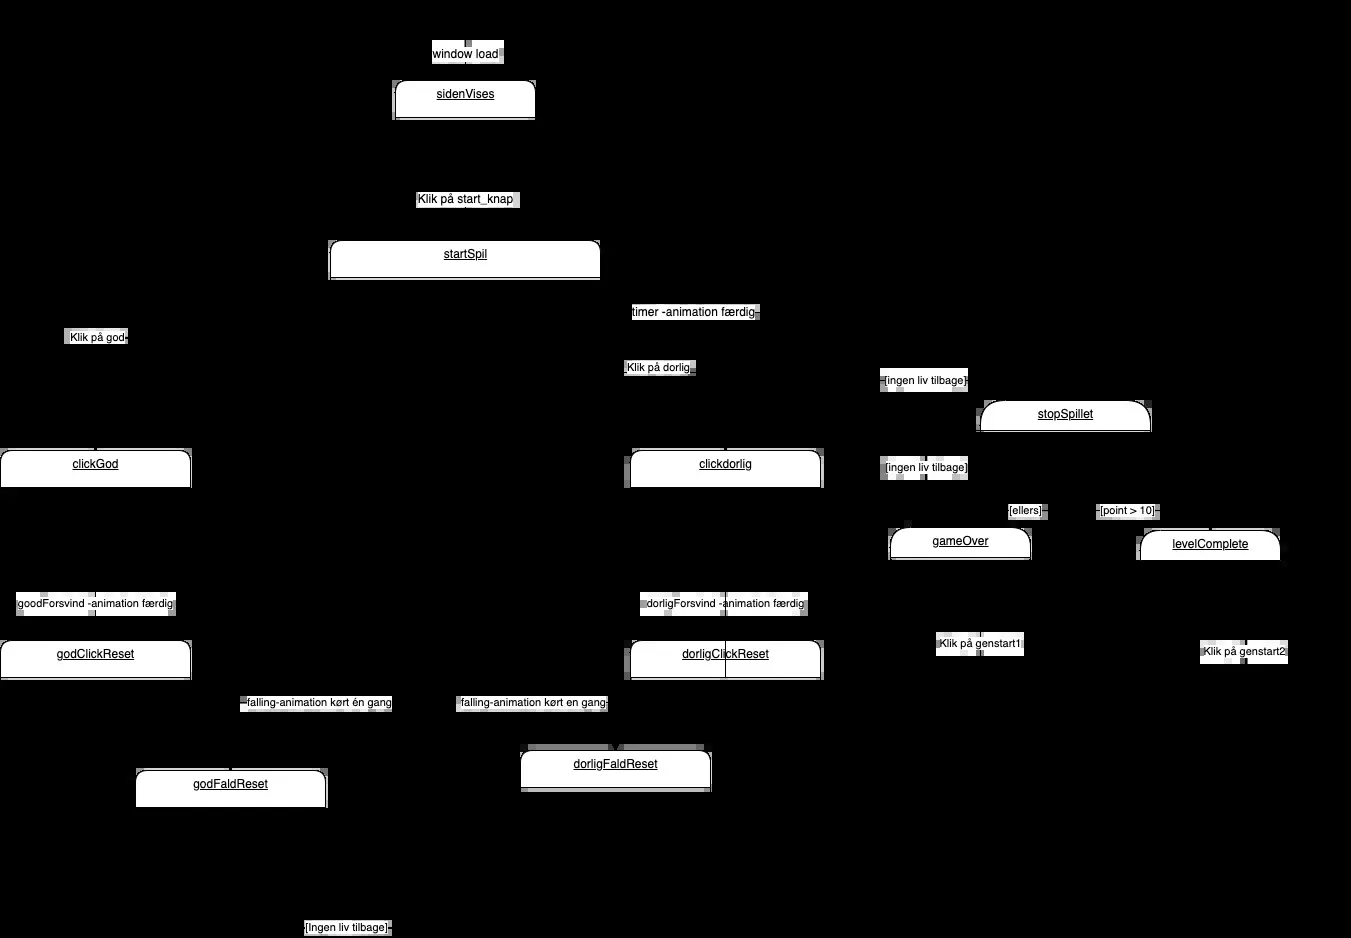 window load
sidenVises
Klik på start_knap
startSpil
timer -animation færdig
Klik på god
Klik på dorlig
[ingen liv tilbage]
stopSpillet
clickGod
clickdorlig
[ingen liv tilbage]
[ellers]
[point > 10]
gameOver
levelComplete
goodForsvind -animation færdig
dorligForsvind -animation færdig
Klik på genstart1
Klik på genstart2
godClickReset
dorligClickReset
falling-animation kørt én gang
falling-animation kørt en gang
dorligFaldReset
godFaldReset
[Ingen liv tilbage]